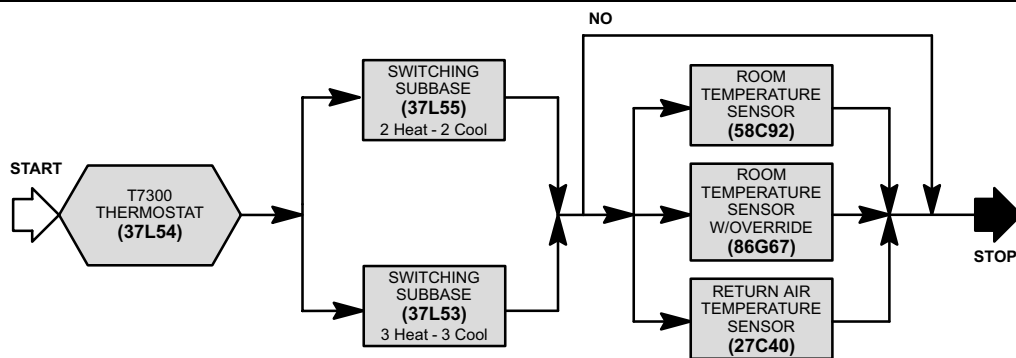 START
T7300
THERMOSTAT
(37L54)
SWITCHING
SUBBASE
(37L55)
2 Heat - 2 Cool
SWITCHING
SUBBASE
(37L53)
3 Heat - 3 Cool
NO
ROOM
TEMPERATURE
SENSOR
(58C92)
ROOM
TEMPERATURE
SENSOR
W/OVERRIDE
(86G67)
RETURN AIR
TEMPERATURE
SENSOR
(27C40)
STOP